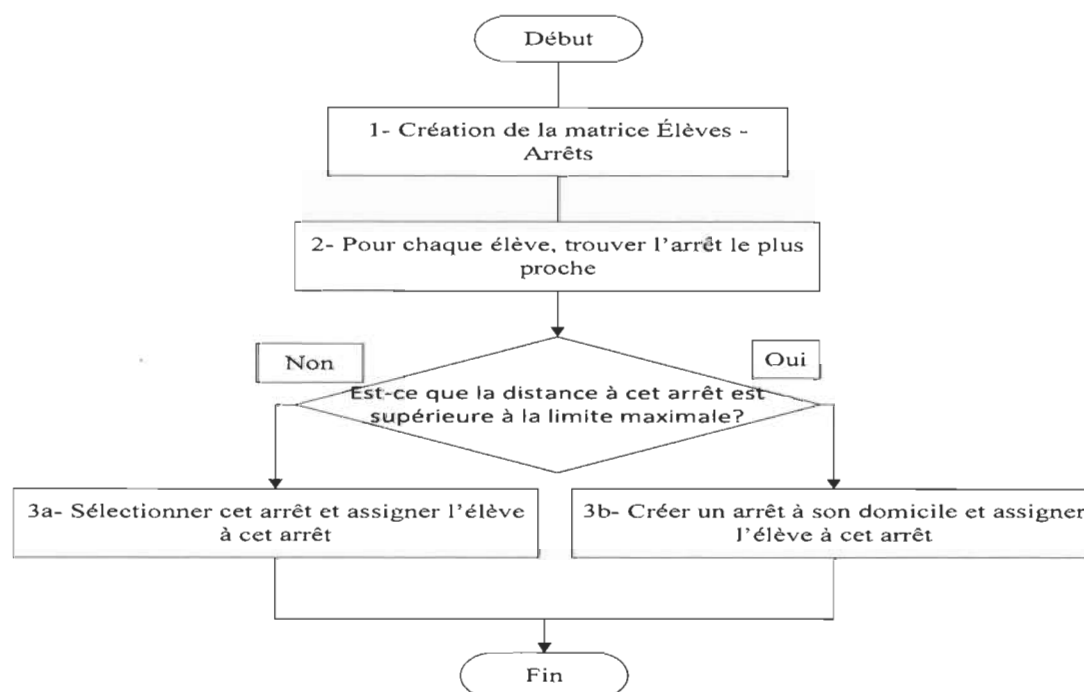 Début
1- Création de la matrice Élèves -
Arrêts
2- Pour chaque élève, trouver l'arrêt le plus
proche
Non
Oui
Est-ce que la distance à cet arrêt est
supérieure à la limite maximale?
3a- Sélectionner cet arrêt et assigner l'élève
à cet arrêt
3b- Créer un arrêt à son domicile et assigner
l'élève à cet arrêt
Fin